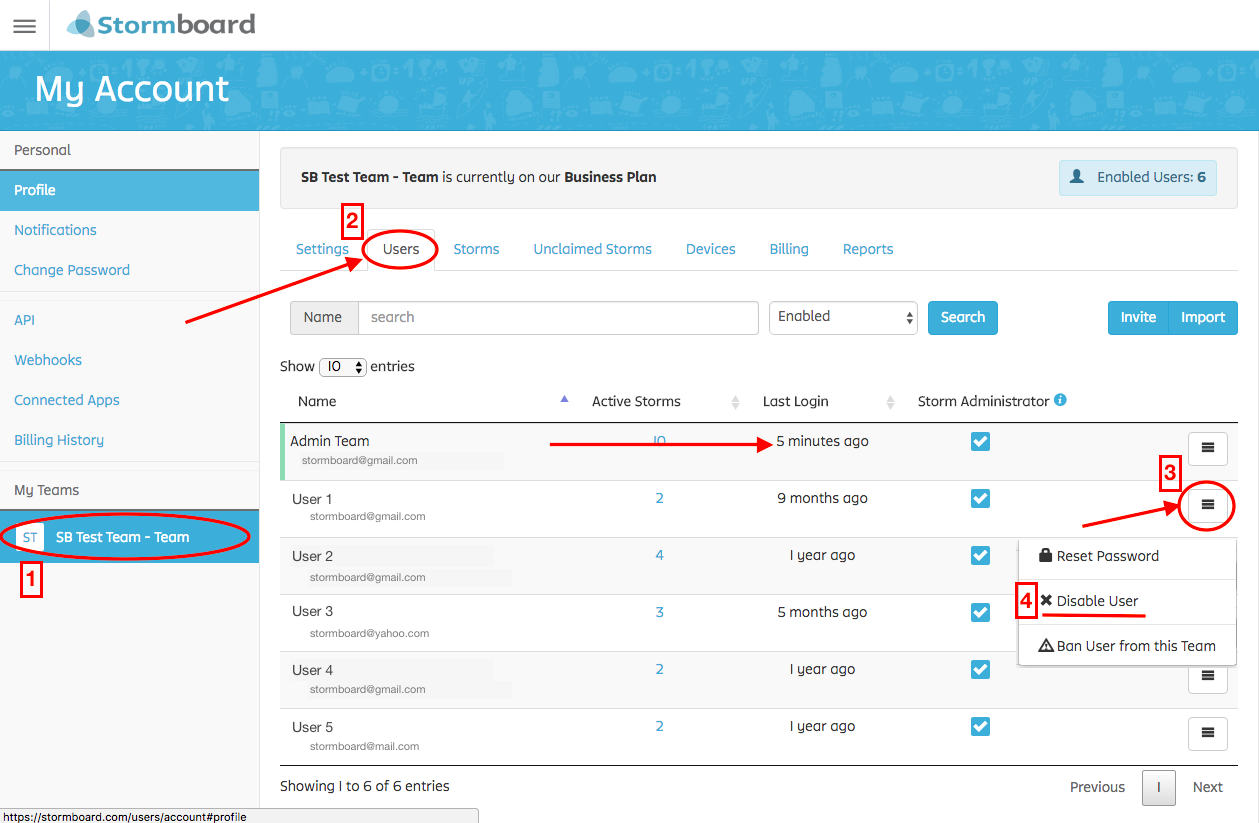 Stormboard
My Account
Personal
Profile
Notifications
Change Password
API
Webhooks
Connected Apps
Billing History
My Teams
ST SB Test Team - Team
1
SB Test Team - Team is currently on our Business Plan
Enabled Users: 6
2
Settings Users Storms Unclaimed Storms Devices Billing Reports
Name search Enabled Search Invite Import
Show 10 entries
Name Active Storms Last Login Storm Administrator i
Admin Team 10 5 minutes ago
stormboard@gmail.com
3
User 1 2 9 months ago
stormboard@gmail.com
User 2 4 1 year ago
stormboard@gmail.com
User 3 3 5 months ago
stormboard@yahoo.com
User 4 2 1 year ago
stormboard@gmail.com
User 5 2 1 year ago
stormboard@mail.com
Reset Password
4 Disable User
Ban User from this Team
Showing 1 to 6 of 6 entries
Previous 1 Next
https://stormboard.com/users/account#profile